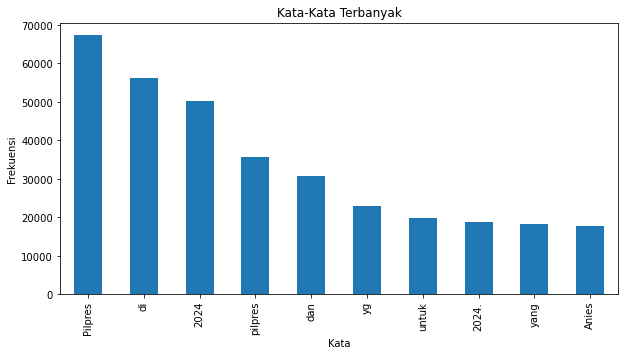 Kata-Kata Terbanyak
Frekuensi
70000
60000
50000
40000
30000
20000
10000
0
Pilpres
di
2024
pilpres
dan
yg
untuk
2024.
yang
Anies
Kata